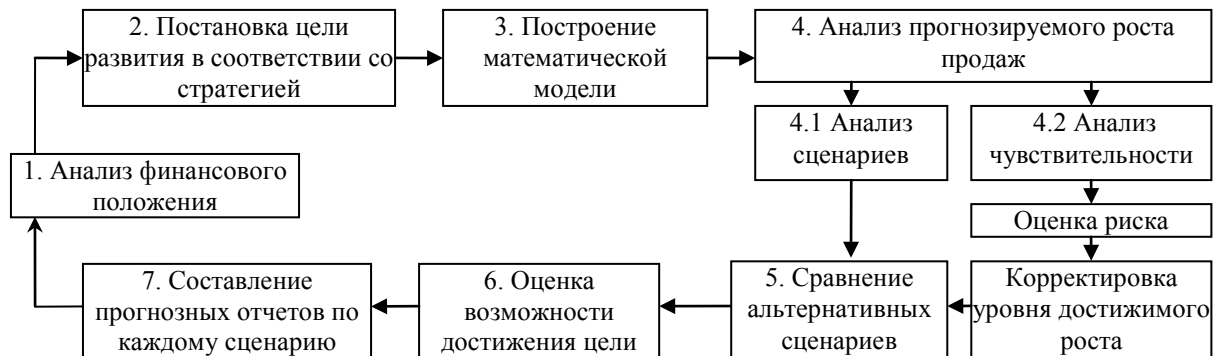 2. Постановка цели
развития в соответствии со
стратегией
3. Построение
математической
модели
4. Анализ прогнозируемого роста
продаж
4.1 Анализ
сценариев
4.2 Анализ
чувствительности
1. Анализ финансового
положения
Оценка риска
7. Составление
прогнозных отчетов по
каждому сценарию
6. Оценка
возможности
достижения цели
5. Сравнение
альтернативных
сценариев
Корректировка
уровня достижимого
роста